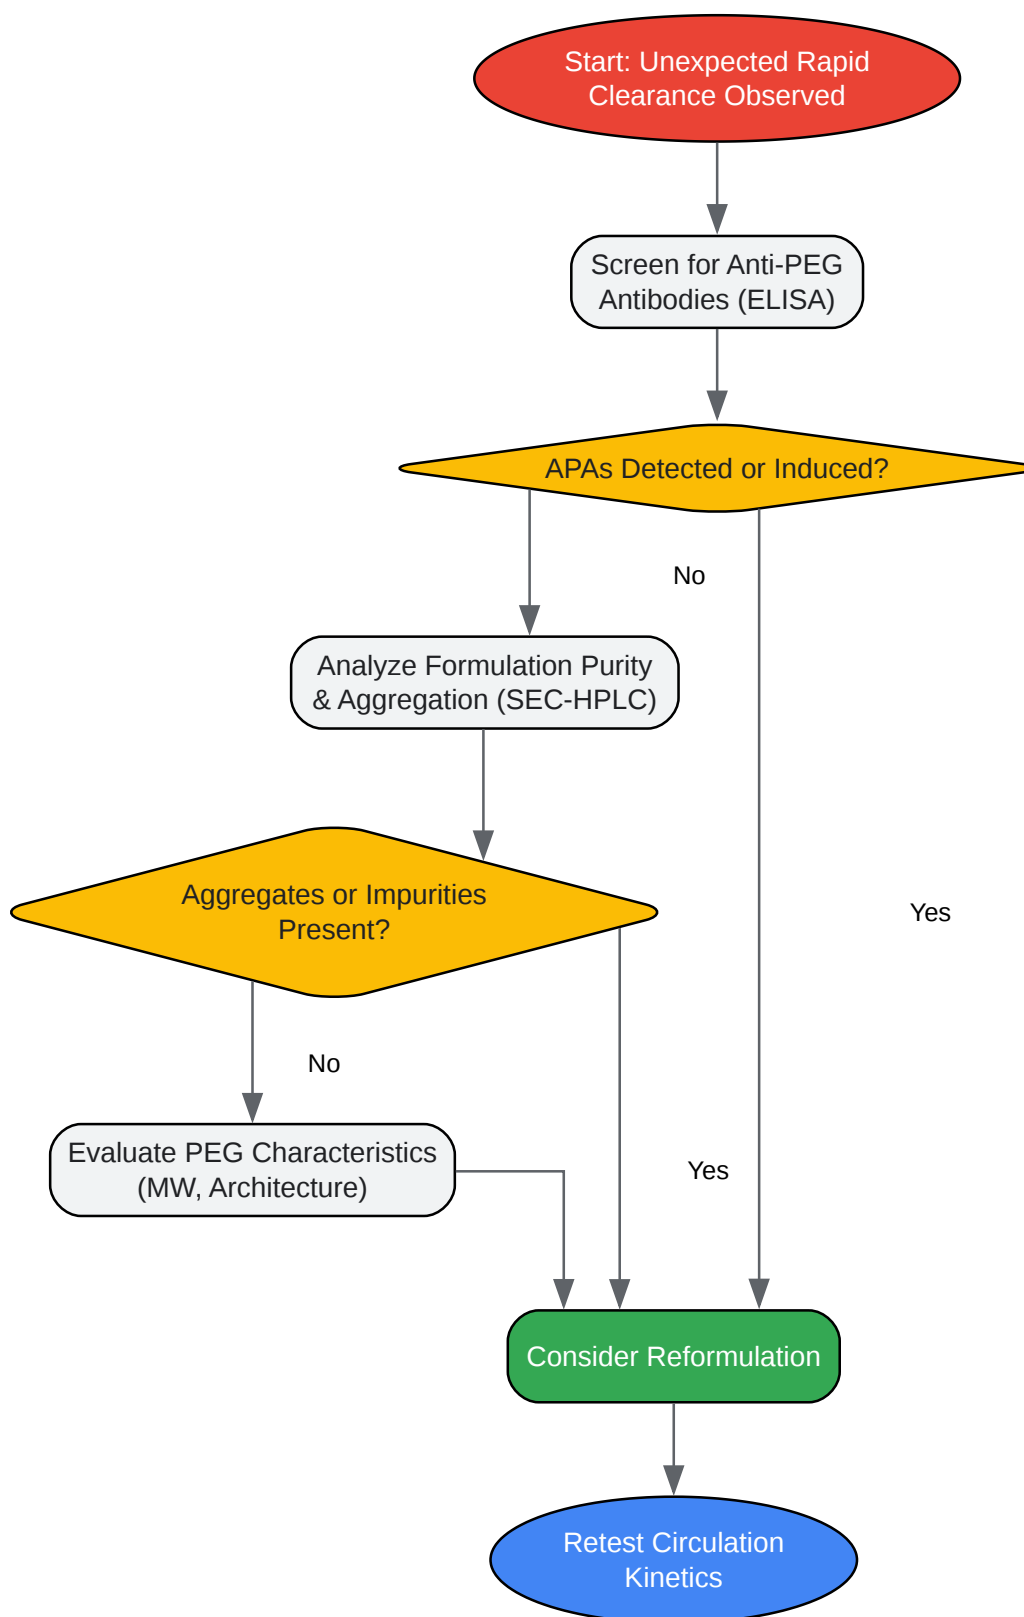 Start: Unexpected Rapid
Clearance Observed
Screen for Anti-PEG
Antibodies (ELISA)
APAs Detected or Induced?
No
Analyze Formulation Purity
& Aggregation (SEC-HPLC)
Aggregates or Impurities
Present?
Yes
No
Evaluate PEG Characteristics
(MW, Architecture)
Yes
Consider Reformulation
Retest Circulation
Kinetics